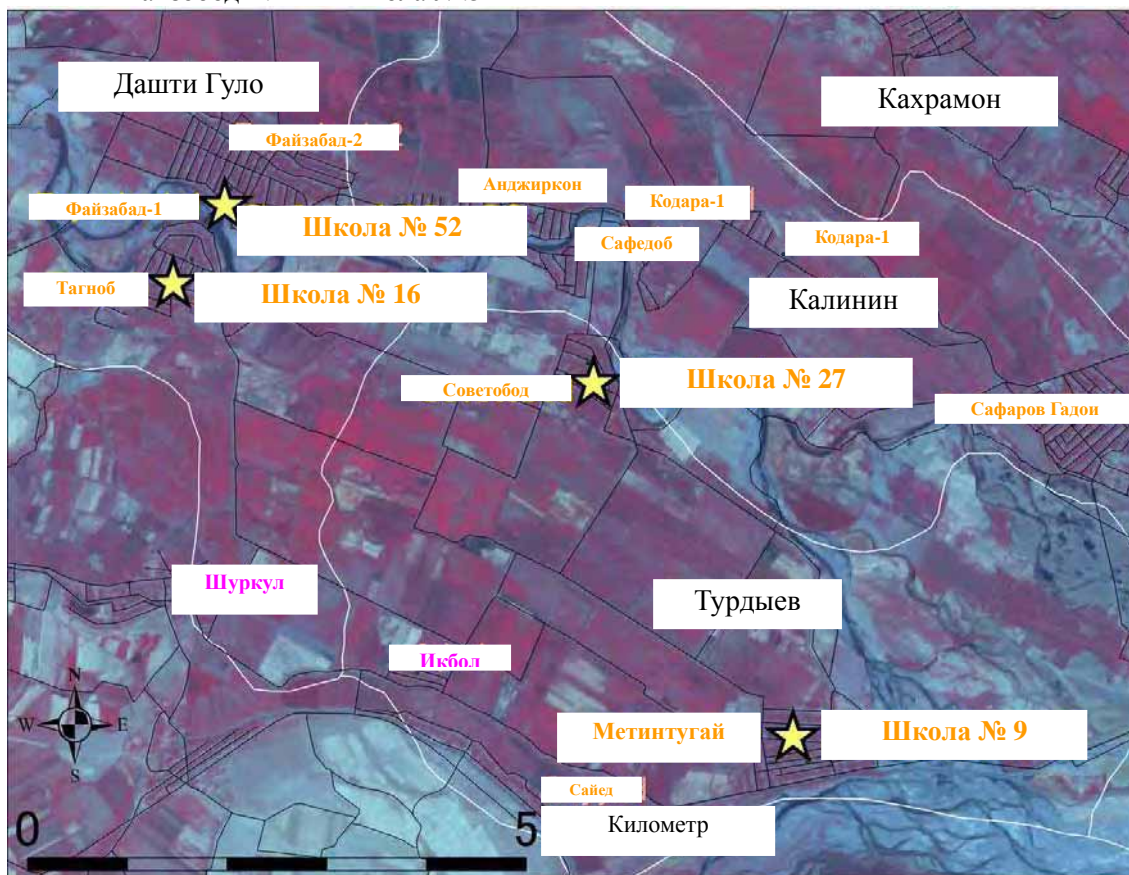 Дашти Гуло
Кахрамон
Файзабад-2
Анджиркон
Файзабад-1
Кодара-1
Школа № 52
Сафедоб
Кодара-1
Тагноб
Школа № 16
Калинин
Советобод
Школа № 27
Сафаров Гадои
Шуркул
Турдыев
Икбол
N
W
E
S
Метинтугай
Школа № 9
Сайед
0
5
Километр